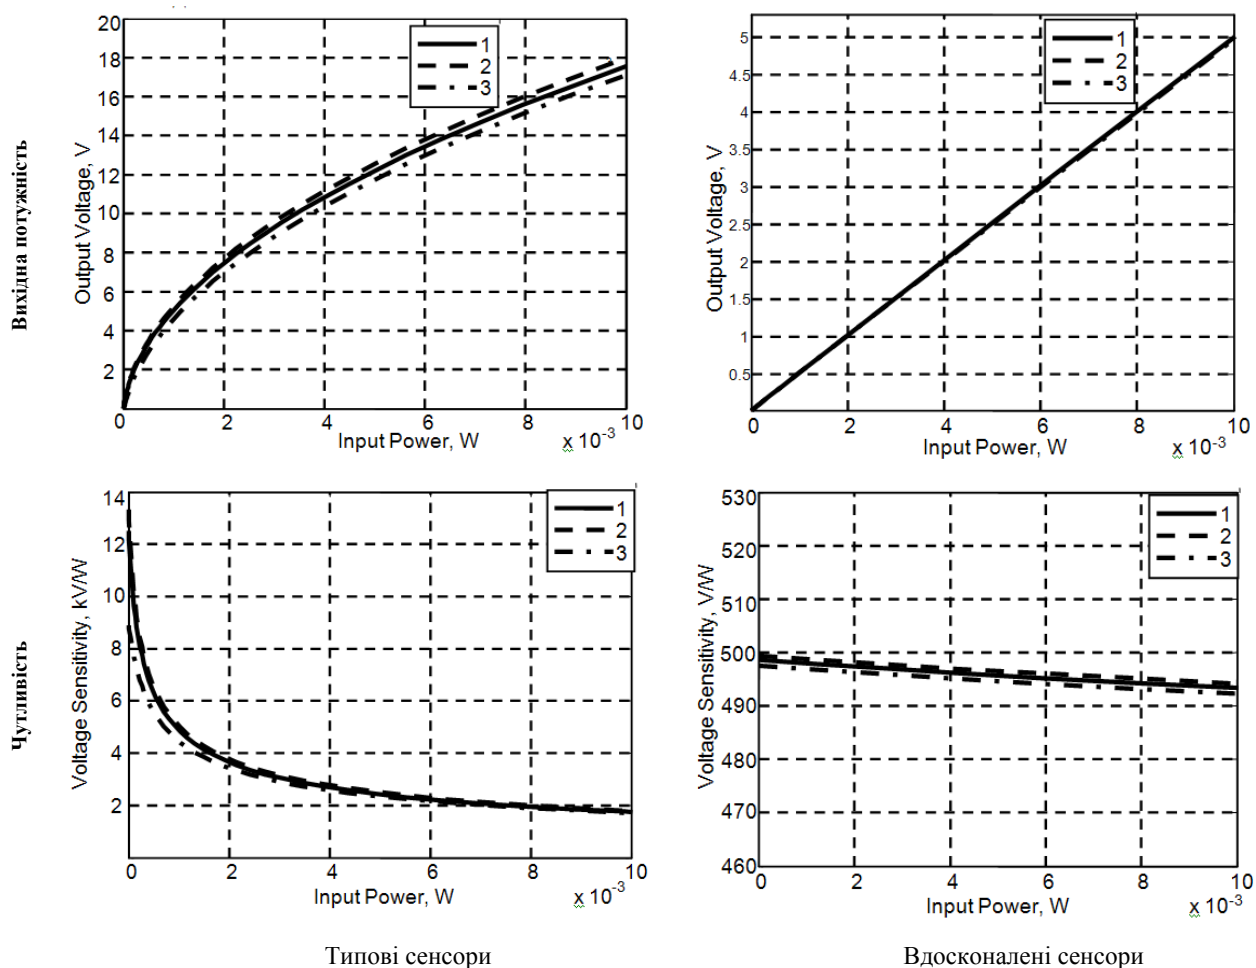 Вихідна потужність
20
18
16
14
12
10
8
6
4
2
Output Voltage, V
1
2
3
0 2 4 6 8 10
Input Power, W
x 10-3
5
4.5
4
3.5
3
2.5
2
1.5
1
0.5
Output Voltage, V
1
2
3
0 2 4 6 8 10
Input Power, W
x 10-3
Чутливість
14
12
10
8
6
4
2
Voltage Sensitivity, kV/W
1
2
3
0 2 4 6 8 10
Input Power, W
x 10-3
530
520
510
500
490
480
470
460
Voltage Sensitivity, V/W
1
2
3
0 2 4 6 8 10
Input Power, W
x 10-3
Типові сенсори
Вдосконалені сенсори